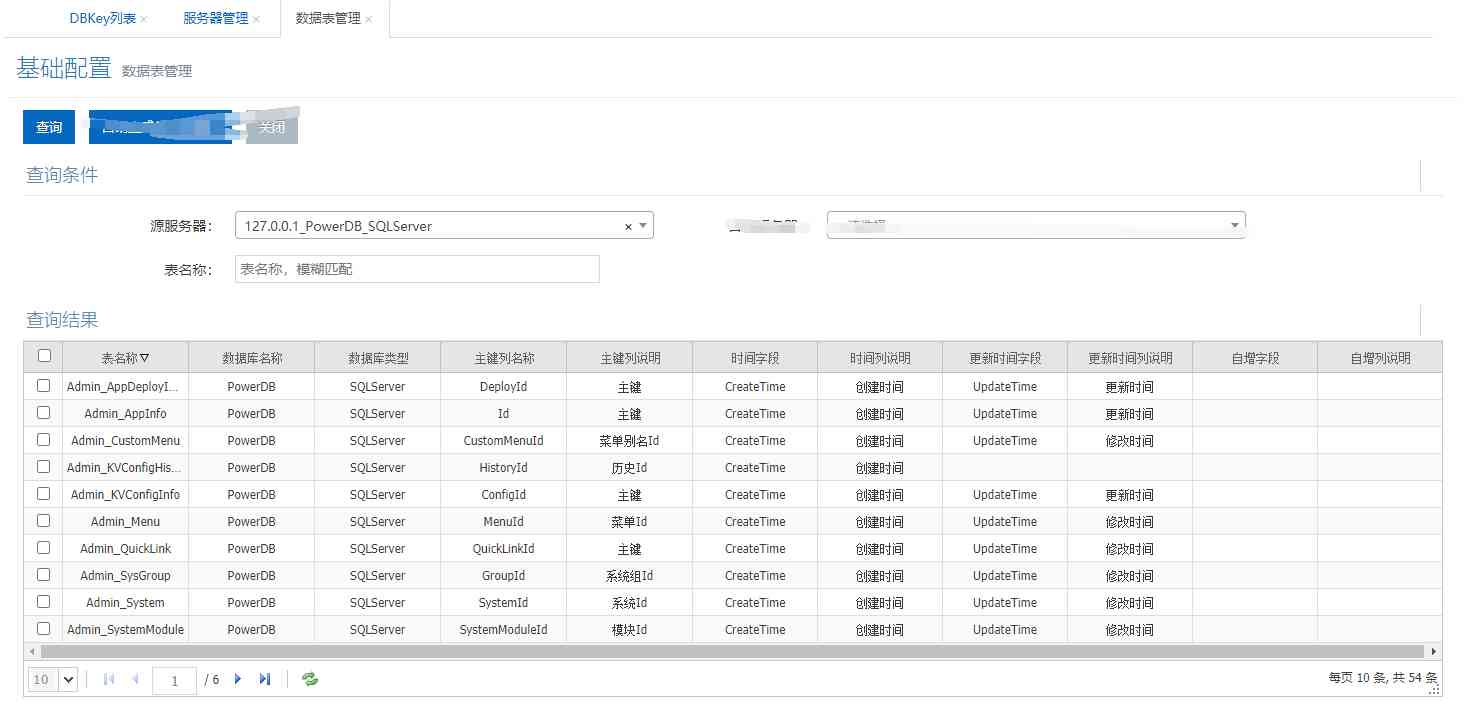 DBKey列表 × 服务器管理 × 数据表管理 ×
基础配置 数据表管理
查询 关闭
查询条件
源服务器: 127.0.0.1_PowerDB_SQLServer ×
表名称: 表名称，模糊匹配
查询结果
表名称 数据库名称 数据库类型 主键列名称 主键列说明 时间字段 时间列说明 更新时间字段 更新时间列说明 自增字段 自增列说明
Admin_AppDeployI... PowerDB SQLServer DeployId 主键 CreateTime 创建时间 UpdateTime 更新时间
Admin_AppInfo PowerDB SQLServer Id 主键 CreateTime 创建时间 UpdateTime 更新时间
Admin_CustomMenu PowerDB SQLServer CustomMenuId 菜单别名Id CreateTime 创建时间 UpdateTime 修改时间
Admin_KVConfigHis... PowerDB SQLServer HistoryId 历史Id CreateTime 创建时间
Admin_KVConfigInfo PowerDB SQLServer ConfigId 主键 CreateTime 创建时间 UpdateTime 更新时间
Admin_Menu PowerDB SQLServer MenuId 菜单Id CreateTime 创建时间 UpdateTime 修改时间
Admin_QuickLink PowerDB SQLServer QuickLinkId 主键 CreateTime 创建时间 UpdateTime 修改时间
Admin_SysGroup PowerDB SQLServer GroupId 系统组Id CreateTime 创建时间 UpdateTime 修改时间
Admin_System PowerDB SQLServer SystemId 系统Id CreateTime 创建时间 UpdateTime 修改时间
Admin_SystemModule PowerDB SQLServer SystemModuleId 模块Id CreateTime 创建时间 UpdateTime 修改时间
10 1 / 6 每页 10 条, 共 54 条